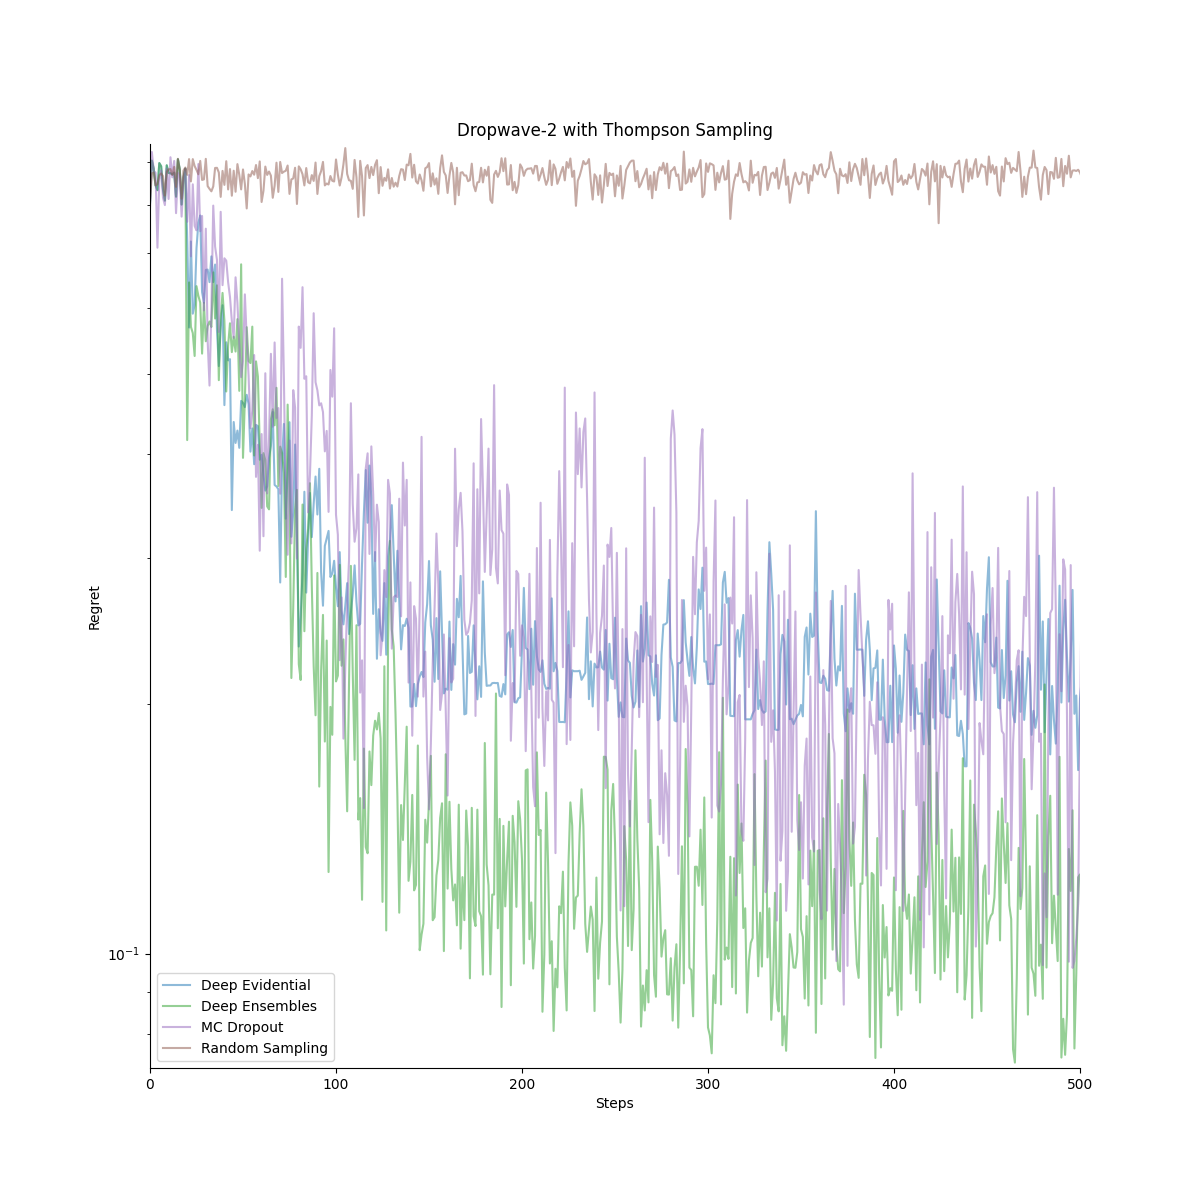 Dropwave-2 with Thompson Sampling
Regret
10⁻¹
Deep Evidential
Deep Ensembles
MC Dropout
Random Sampling
0 100 200 300 400 500
Steps